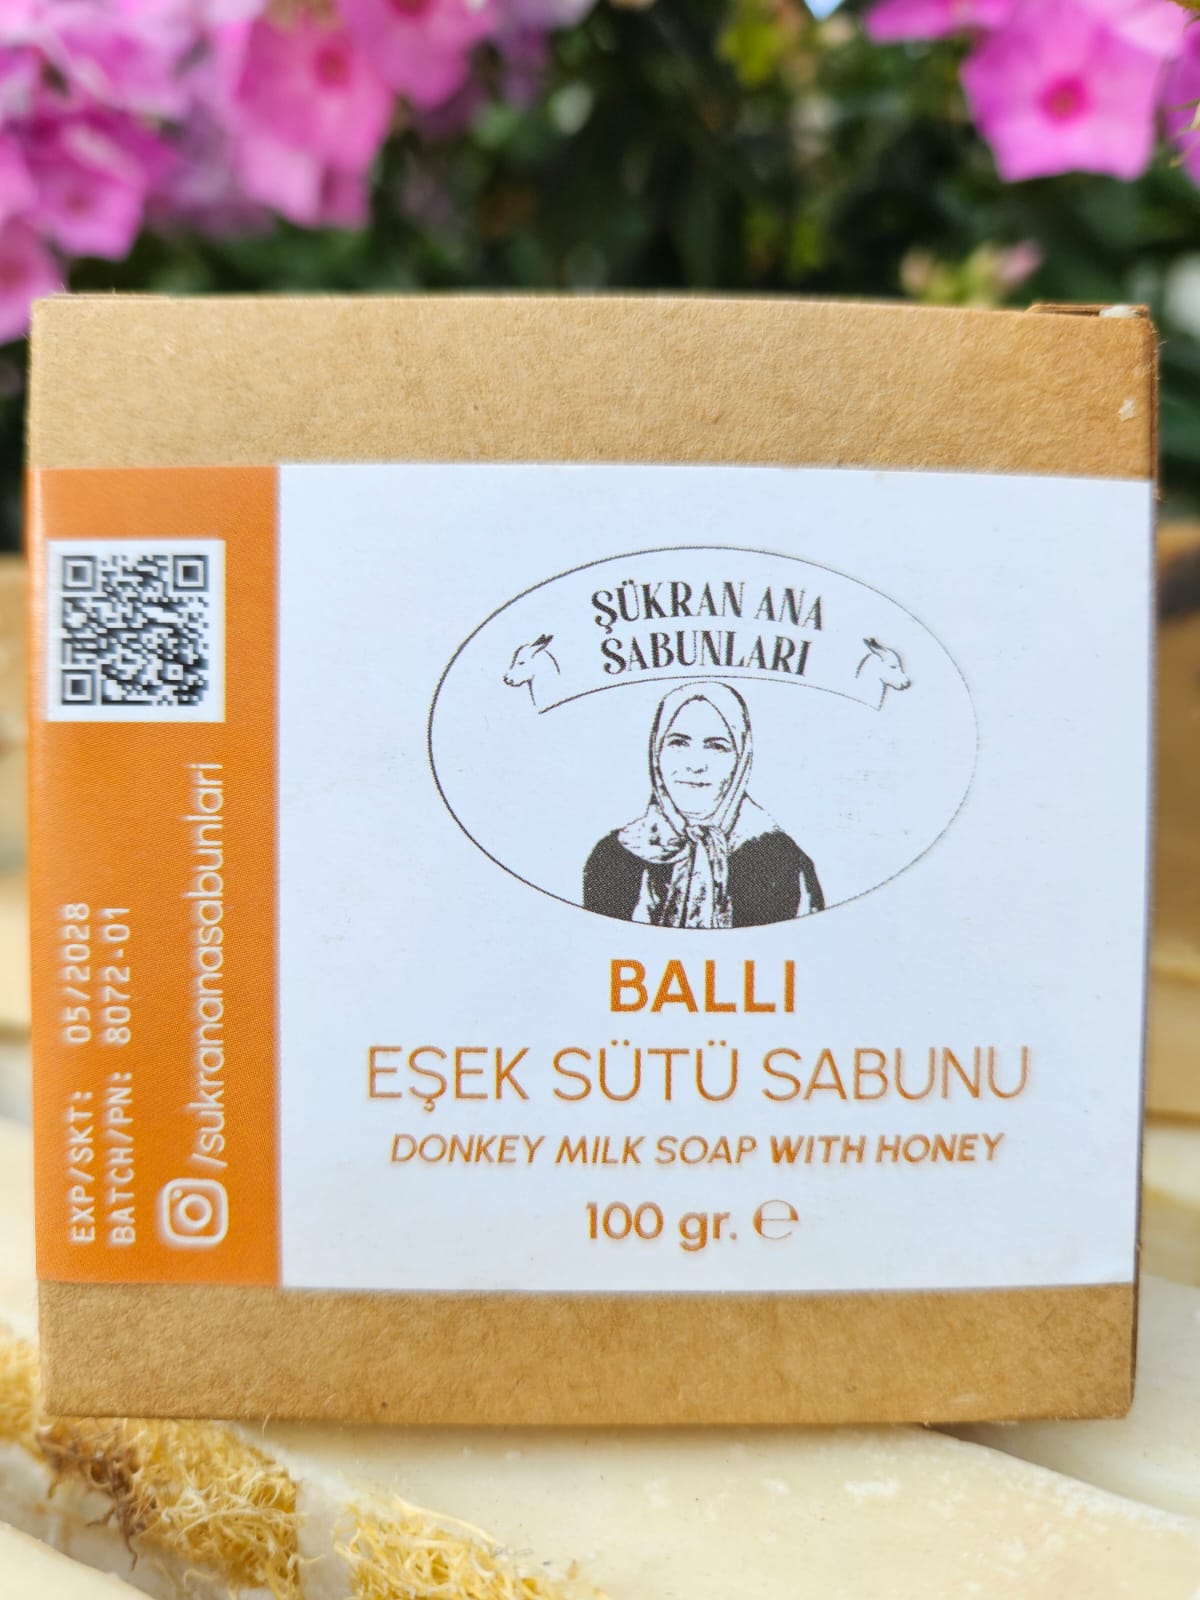 ŞÜKRAN ANA
SABUNLARI
BALLI
EŞEK SÜTÜ SABUNU
DONKEY MILK SOAP WITH HONEY
100 gr. ℮
EXP/SKT: 05/2028
BATCH/PN: 8072-01
/sukrananasabunlari